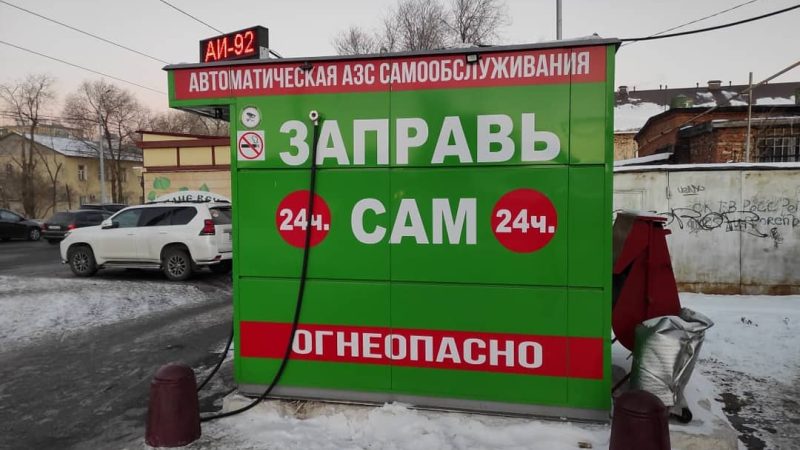 АИ-92
АВТОМАТИЧЕСКАЯ АЗС САМООБСЛУЖИВАНИЯ
ЗАПРАВЬ
24ч. САМ 24ч.
ОГНЕОПАСНО